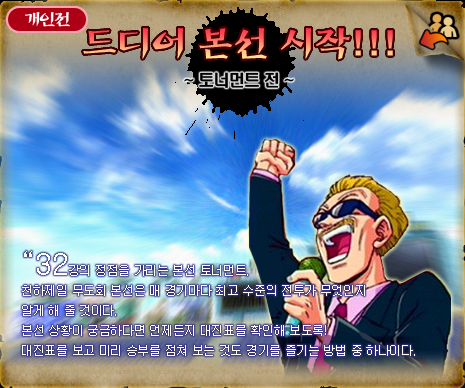 개인전
드디어 본선 시작!!!
~ 토너먼트 전 ~
“32강의 정점을 가리는 본선 토너먼트.
천하제일 무도회 본선은 매 경기마다 최고 수준의 전투가 무엇인지
알게 해 줄 것이다.
본선 상황이 궁금하다면 언제든지 대진표를 확인해 보도록!
대진표를 보고 미리 승부를 점쳐 보는 것도 경기를 즐기는 방법 중 하나이다.